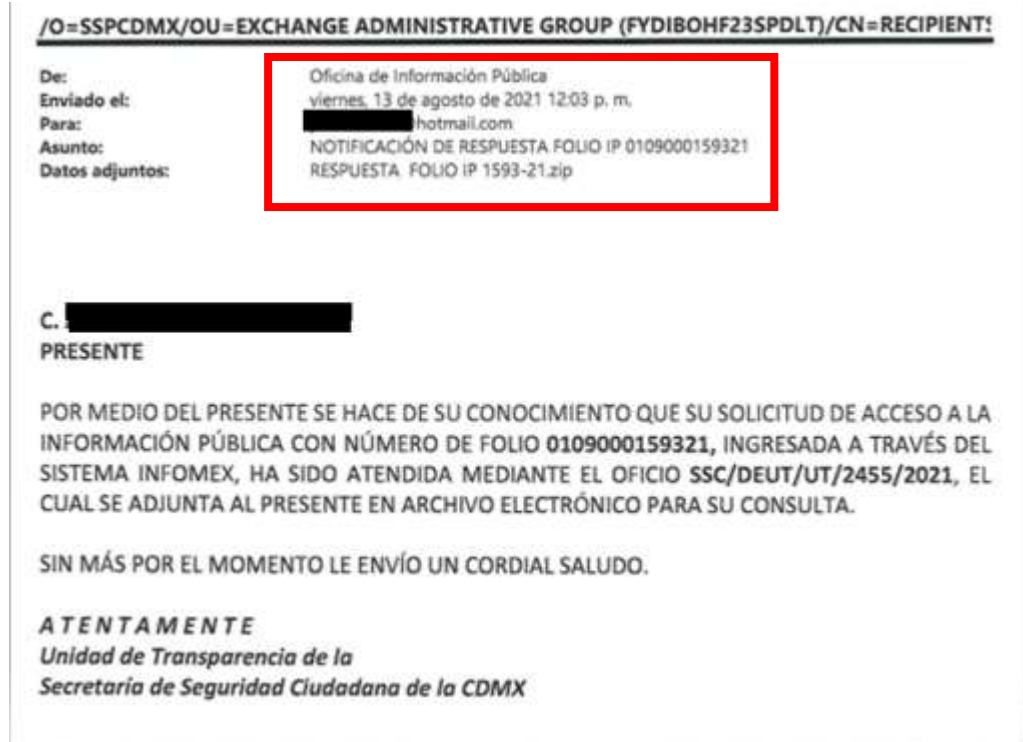 /O=SSPCDMX/OU=EXCHANGE ADMINISTRATIVE GROUP (FYDIBOHF23SPDLT)/CN=RECIPIENTS
De: Oficina de Información Pública
Enviado el: viernes, 13 de agosto de 2021 12:03 p. m.
Para: hotmail.com
Asunto: NOTIFICACIÓN DE RESPUESTA FOLIO IP 0109000159321
Datos adjuntos: RESPUESTA FOLIO IP 1593-21.zip
C.
PRESENTE
POR MEDIO DEL PRESENTE SE HACE DE SU CONOCIMIENTO QUE SU SOLICITUD DE ACCESO A LA
INFORMACIÓN PÚBLICA CON NÚMERO DE FOLIO 0109000159321, INGRESADA A TRAVÉS DEL
SISTEMA INFOMEX, HA SIDO ATENDIDA MEDIANTE EL OFICIO SSC/DEUT/UT/2455/2021, EL
CUAL SE ADJUNTA AL PRESENTE EN ARCHIVO ELECTRÓNICO PARA SU CONSULTA.
SIN MÁS POR EL MOMENTO LE ENVÍO UN CORDIAL SALUDO.
A T E N T A M E N T E
Unidad de Transparencia de la
Secretaría de Seguridad Ciudadana de la CDMX